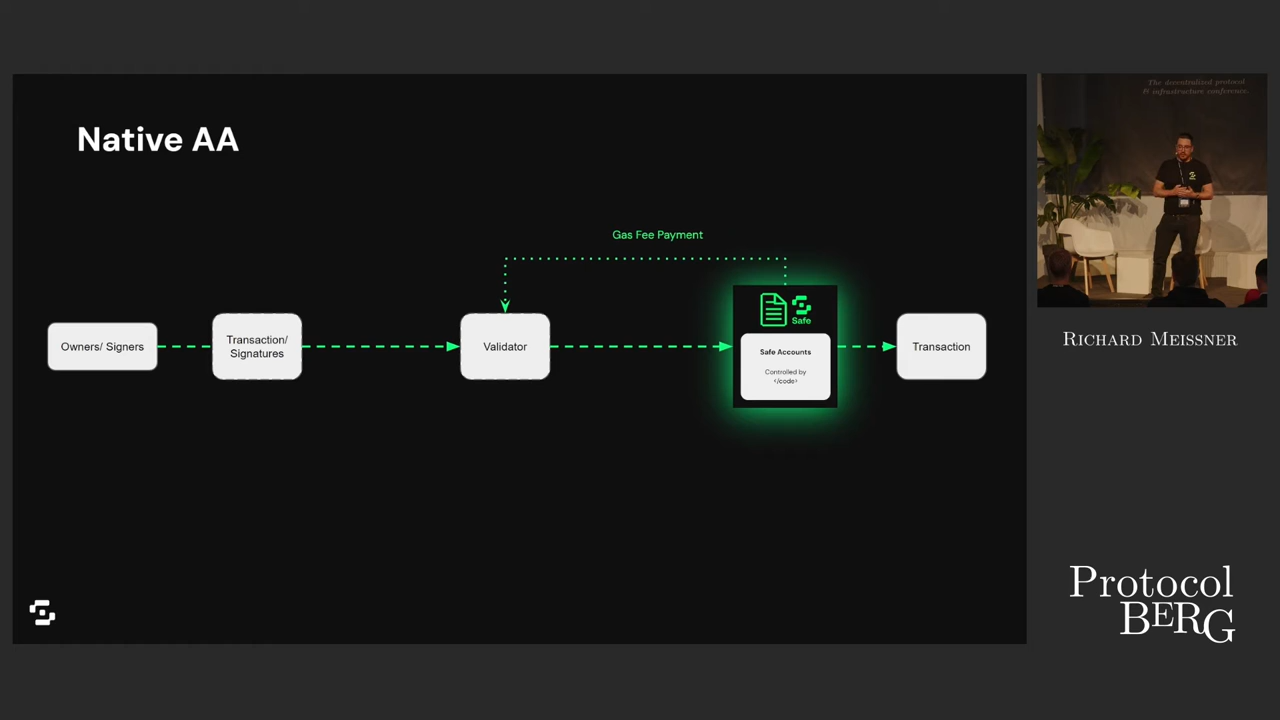 Native AA
Gas Fee Payment
Owners/ Signers
Transaction/
Signatures
Validator
Safe
Safe Accounts
Controlled by
</code>
Transaction
The decentralized protocol
& infrastructure conference.
RICHARD MEISSNER
Protocol
BERG